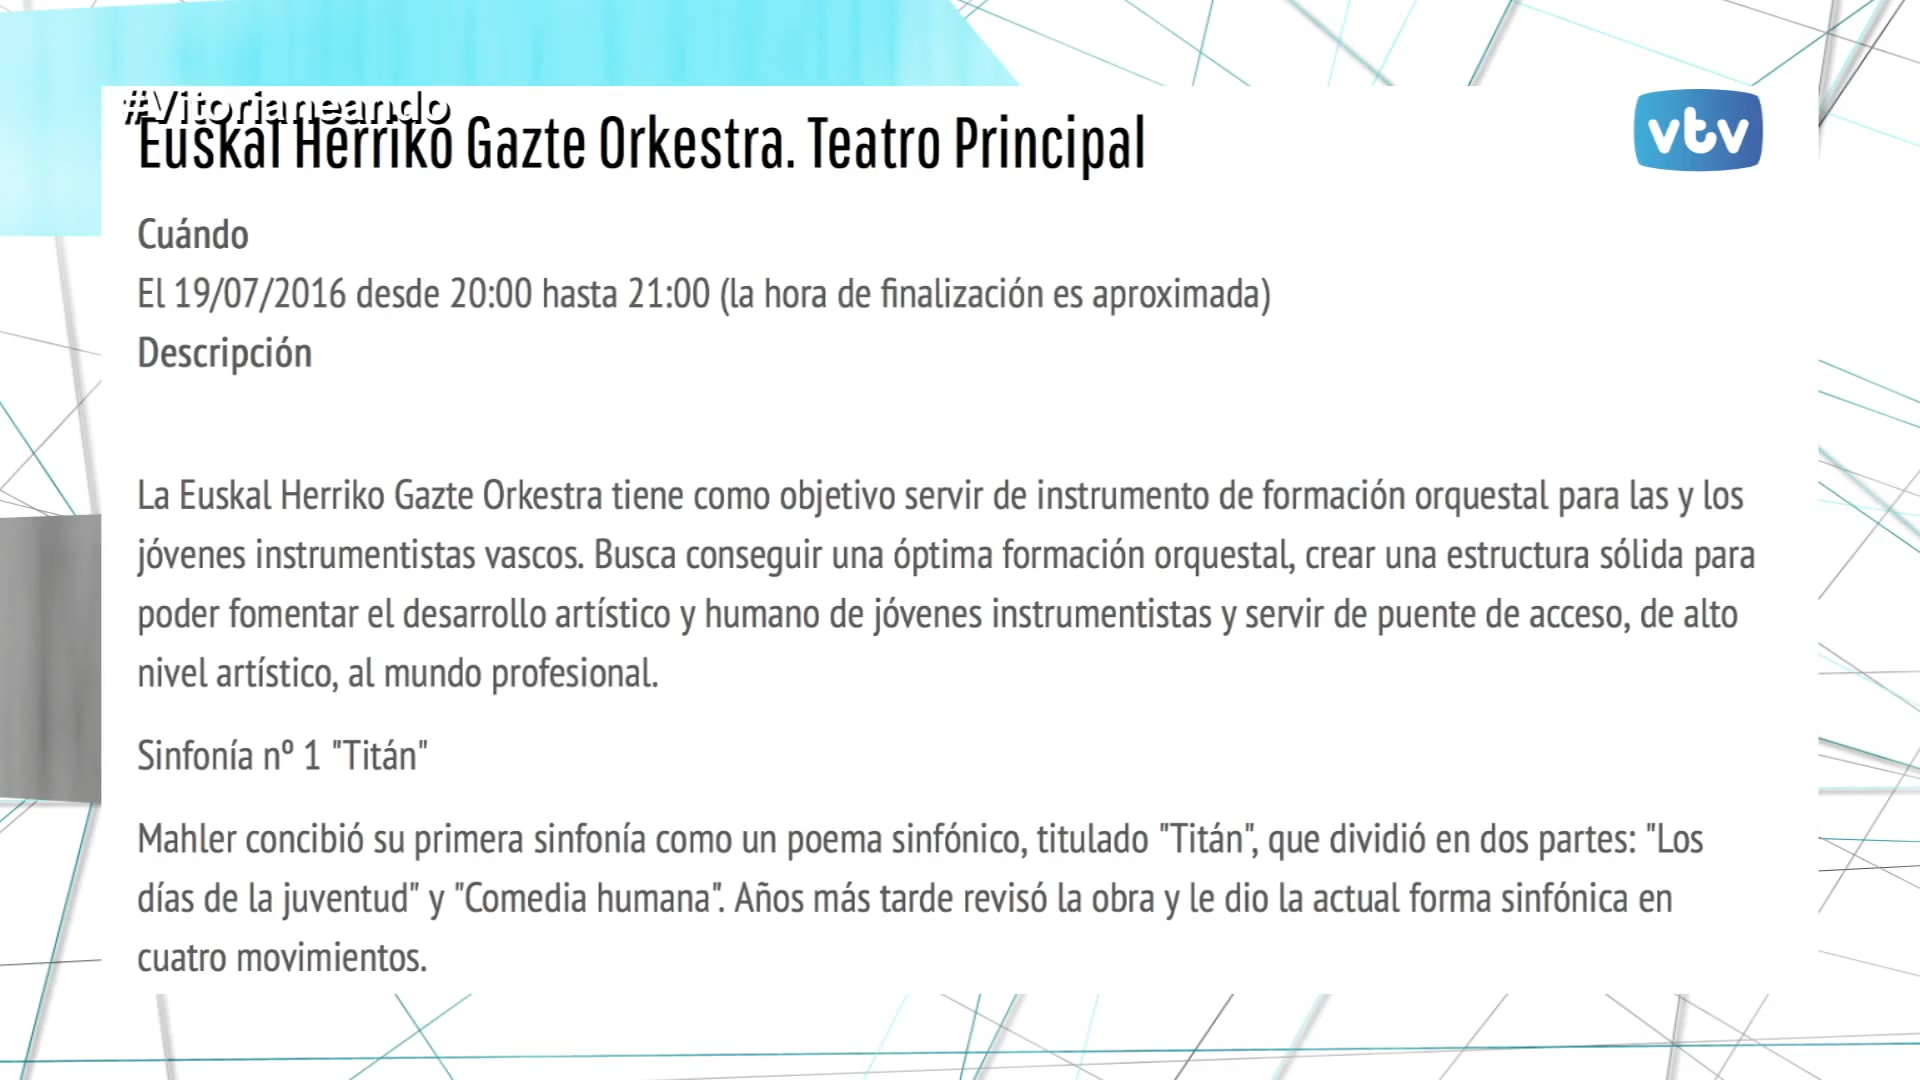 #Vitorianeando
Euskal Herriko Gazte Orkestra. Teatro Principal
vtv
Cuándo
El 19/07/2016 desde 20:00 hasta 21:00 (la hora de finalización es aproximada)
Descripción
La Euskal Herriko Gazte Orkestra tiene como objetivo servir de instrumento de formación orquestal para las y los
jóvenes instrumentistas vascos. Busca conseguir una óptima formación orquestal, crear una estructura sólida para
poder fomentar el desarrollo artístico y humano de jóvenes instrumentistas y servir de puente de acceso, de alto
nivel artístico, al mundo profesional.
Sinfonía nº 1 "Titán"
Mahler concibió su primera sinfonía como un poema sinfónico, titulado "Titán", que dividió en dos partes: "Los
días de la juventud" y "Comedia humana". Años más tarde revisó la obra y le dio la actual forma sinfónica en
cuatro movimientos.